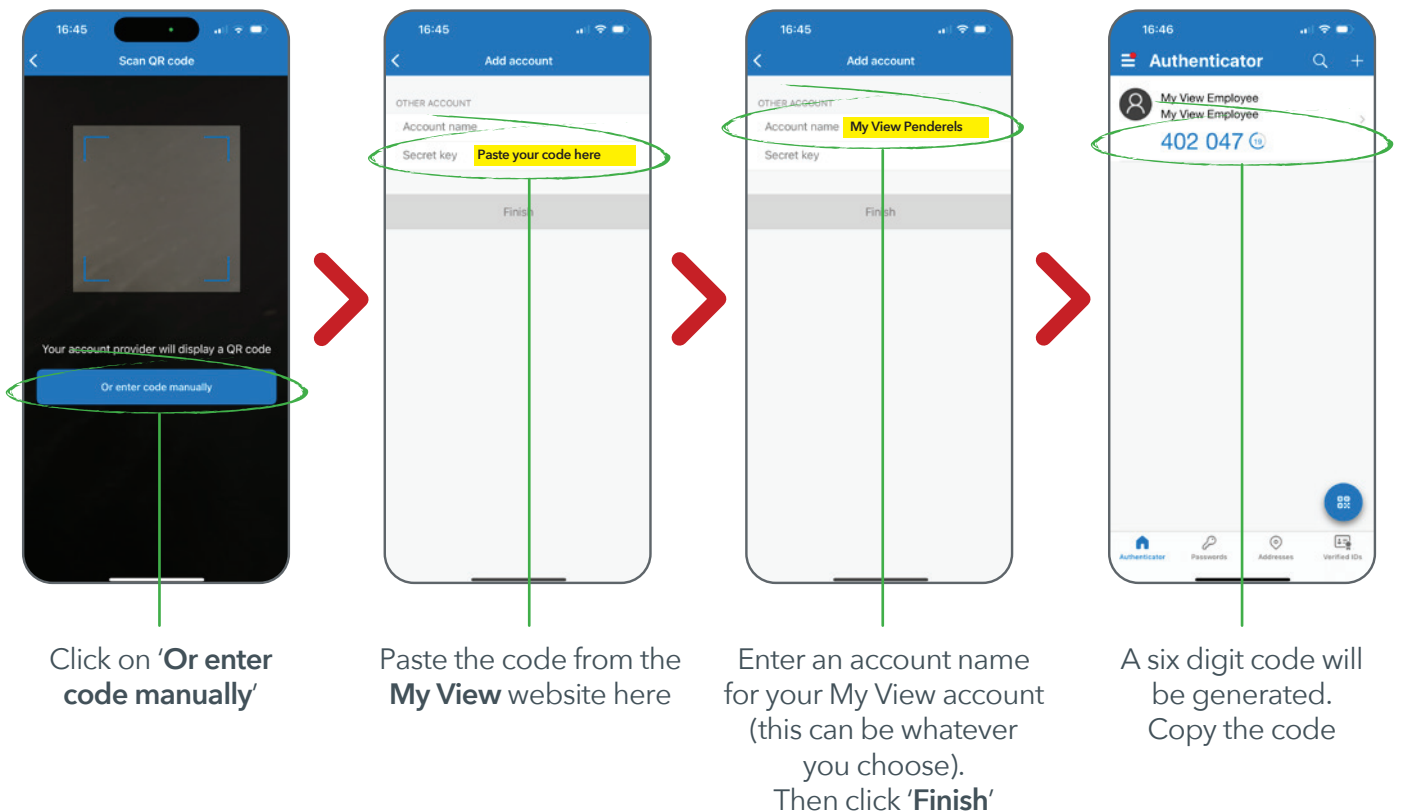 16:45
Scan QR code
Your account provider will display a QR code
Or enter code manually
Click on ‘Or enter
code manually’
16:45
Add account
OTHER ACCOUNT
Account name
Secret key Paste your code here
Finish
Paste the code from the
My View website here
16:45
Add account
OTHER ACCOUNT
Account name My View Penderels
Secret key
Finish
Enter an account name
for your My View account
(this can be whatever
you choose).
Then click ‘Finish’
16:46
Authenticator
My View Employee
My View Employee
402 047 19
Authenticator Passwords Addresses Verified IDs
A six digit code will
be generated.
Copy the code